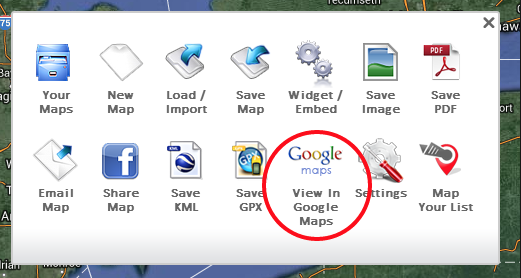 Tecumseh
Your Maps
New Map
Load / Import
Save Map
Widget / Embed
Save Image
PDF
Save PDF
Email Map
Share Map
KML
Save KML
GPX
Save GPX
Google maps
View In Google Maps
Settings
Map Your List